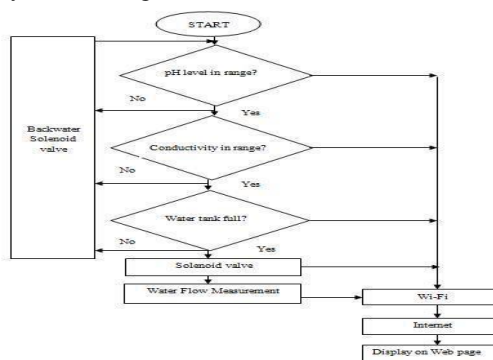 START
pH level in range?
No
Yes
Backwater
Solenoid
valve
Conductivity in range?
No
Yes
Water tank full?
No
Yes
Solenoid valve
Water Flow Measurement
Wi-Fi
Internet
Display on Web page